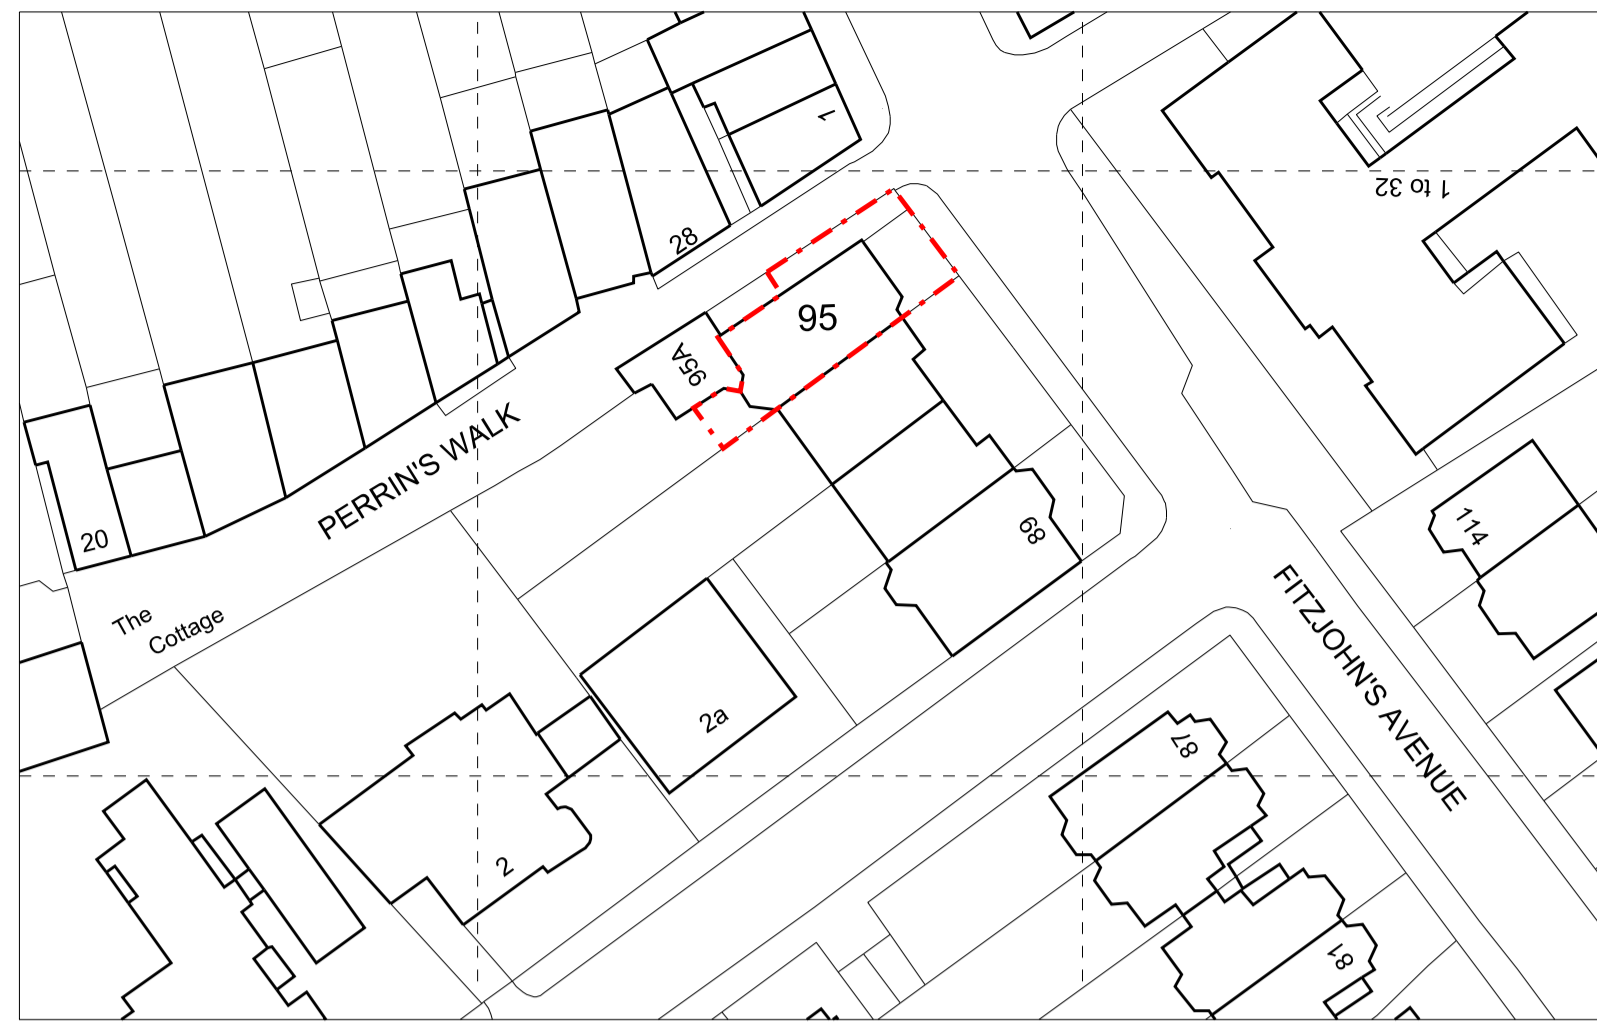 1
1 to 32
28
95
95A
PERRIN'S WALK
20
114
89
The
Cottage
FITZJOHN'S AVENUE
2a
87
2
81